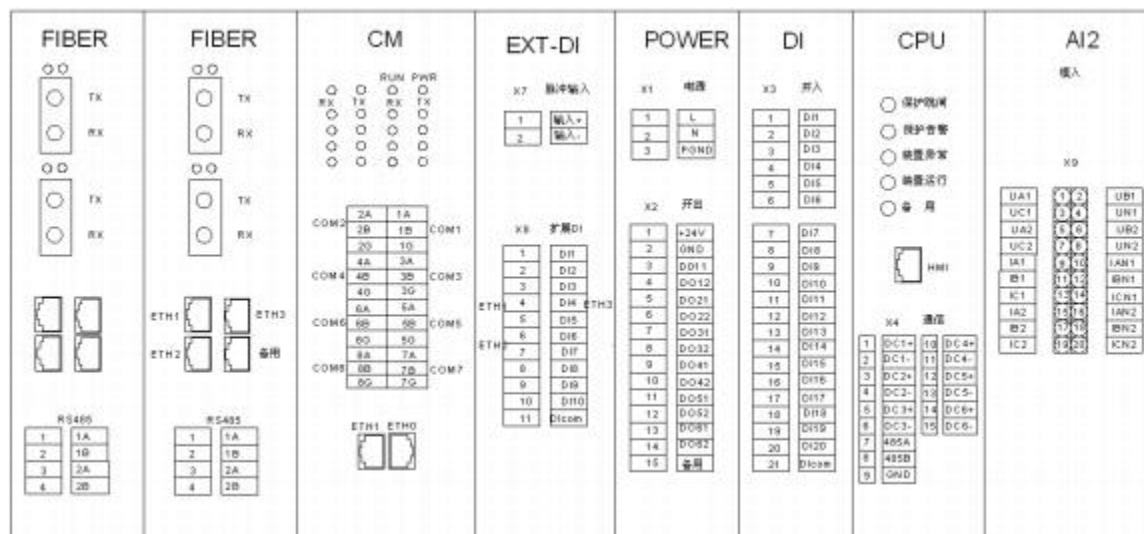 FIBER
TX
RX
TX
RX
RS485
1 1A
2 1B
3 2A
4 2B
FIBER
TX
RX
TX
RX
ETH1 ETH3
ETH2 备用
RS485
1 1A
2 1B
3 2A
4 2B
CM
RUN PWR
RX TX RX TX
2A 1A
COM2 2B 1B COM1
2G 1G
4A 3A
COM4 4B 3B COM3
4G 3G
6A 5A
COM6 6B 5B COM5
6G 5G
8A 7A
COM8 8B 7B COM7
8G 7G
ETH1 ETH0
EXT-DI
X7 脉冲输入
1 输入+
2 输入-
X8 扩展DI
1 DI1
2 DI2
3 DI3
ETH1 4 DI4 ETH3
5 DI5
6 DI6
ETH2 7 DI7
8 DI8
9 DI9
10 DI10
11 DIcom
POWER
X1 电源
1 L
2 N
3 PGND
X2 开出
1 +24V
2 GND
3 DO11
4 DO12
5 DO21
6 DO22
7 DO31
8 DO32
9 DO41
10 DO42
11 DO51
12 DO52
13 DO61
14 DO62
15 备用
DI
X3 开入
1 DI1
2 DI2
3 DI3
4 DI4
5 DI5
6 DI6
7 DI7
8 DI8
9 DI9
10 DI10
11 DI11
12 DI12
13 DI13
14 DI14
15 DI15
16 DI16
17 DI17
18 DI18
19 DI19
20 DI20
21 DIcom
CPU
保护跳闸
保护告警
装置异常
装置运行
备用
HMI
X4 通信
1 DC1+ 10 DC4+
2 DC1- 11 DC4-
3 DC2+ 12 DC5+
4 DC2- 13 DC5-
5 DC3+ 14 DC6+
6 DC3- 15 DC6-
7 485A
8 485B
9 GND
AI2
模入
X9
UA1 1 2 UB1
UC1 3 4 UN1
UA2 5 6 UB2
UC2 7 8 UN2
IA1 9 10 IAN1
IB1 11 12 IBN1
IC1 13 14 ICN1
IA2 15 16 IAN2
IB2 17 18 IBN2
IC2 19 20 ICN2